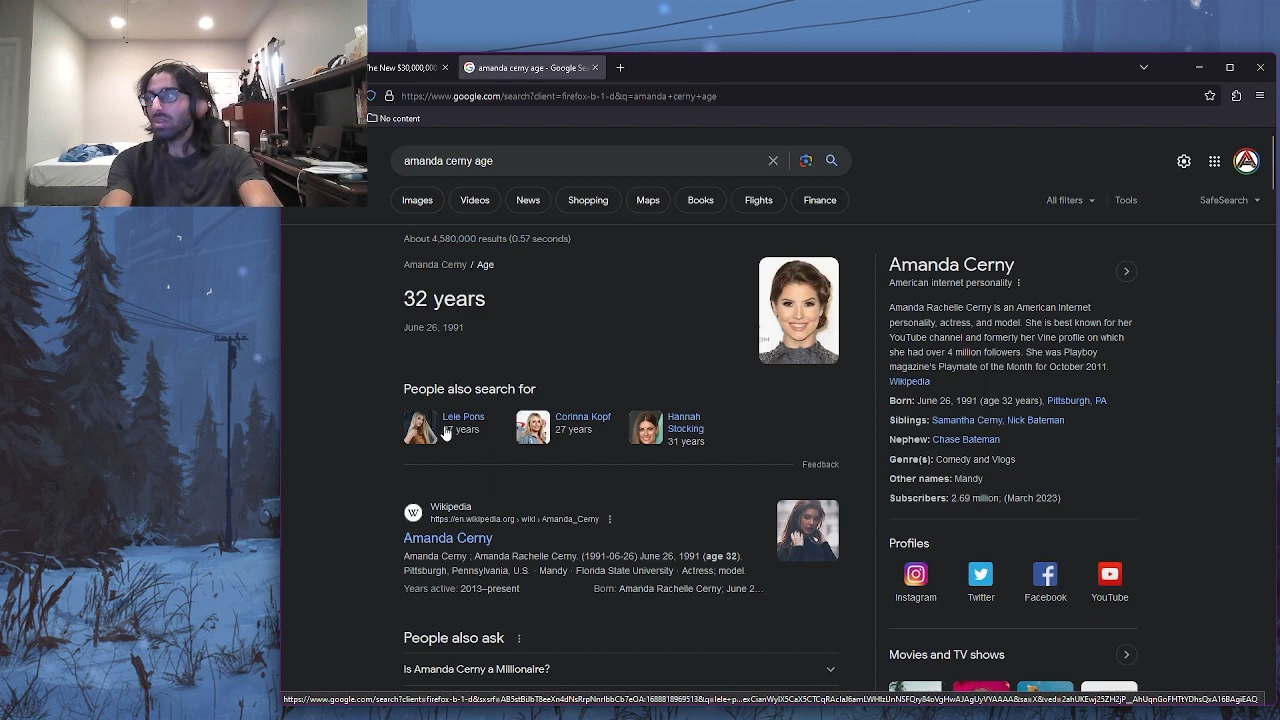 The New $30,000,000
amanda cerny age - Google Se
https://www.google.com/search?client=firefox-b-1-d&q=amanda+cerny+age
No content
amanda cerny age
Images
Videos
News
Shopping
Maps
Books
Flights
Finance
All filters
Tools
SafeSearch
About 4,580,000 results (0.57 seconds)
Amanda Cerny / Age
32 years
June 26, 1991
People also search for
Lele Pons
years
Corinna Kopf
27 years
Hannah
Stocking
31 years
Feedback
Wikipedia
https://en.wikipedia.org › wiki › Amanda_Cerny
Amanda Cerny
Amanda Cerny ; Amanda Rachelle Cerny. (1991-06-26) June 26, 1991 (age 32).
Pittsburgh, Pennsylvania, U.S. · Mandy · Florida State University · Actress; model.
Years active: 2013–present
Born: Amanda Rachelle Cerny; June 2...
People also ask
Is Amanda Cerny a Millionaire?
Amanda Cerny
American internet personality
Amanda Rachelle Cerny is an American Internet
personality, actress, and model. She is best known for her
YouTube channel and formerly her Vine profile on which
she had over 4 million followers. She was Playboy
magazine's Playmate of the Month for October 2011.
Wikipedia
Born: June 26, 1991 (age 32 years), Pittsburgh, PA
Siblings: Samantha Cerny, Nick Bateman
Nephew: Chase Bateman
Genre(s): Comedy and Vlogs
Other names: Mandy
Subscribers: 2.69 million; (March 2023)
Profiles
Instagram
Twitter
Facebook
YouTube
Movies and TV shows